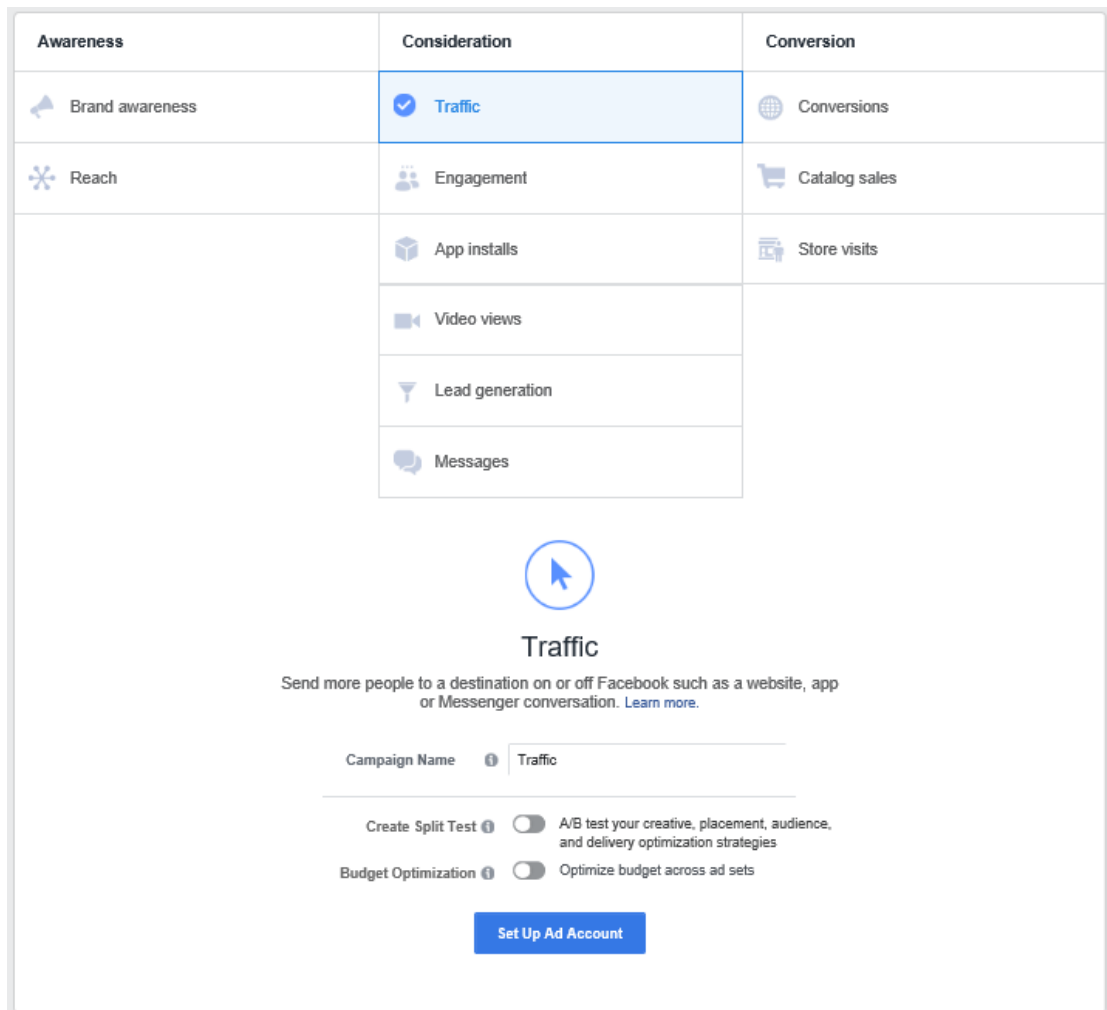 Awareness
Consideration
Conversion
Brand awareness
Traffic
Conversions
Reach
Engagement
Catalog sales
App installs
Store visits
Video views
Lead generation
Messages
Traffic
Send more people to a destination on or off Facebook such as a website, app
or Messenger conversation. Learn more.
Campaign Name
Traffic
Create Split Test
A/B test your creative, placement, audience,
and delivery optimization strategies
Budget Optimization
Optimize budget across ad sets
Set Up Ad Account